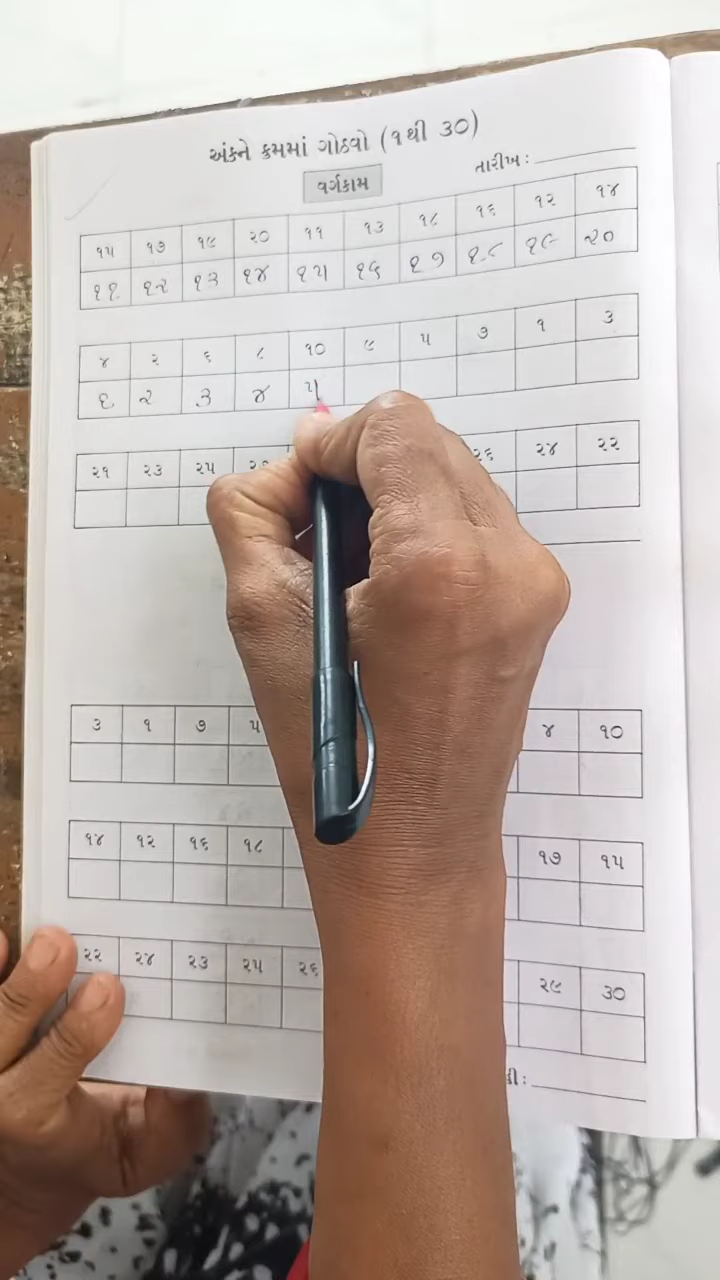 અંકને ક્રમમાં ગોઠવો (૧થી ૩૦)
તારીખ :
વર્ગકામ
૧૫ ૧૭ ૧૯ ૨૦ ૧૧ ૧૩ ૧૮ ૧૬ ૧૨ ૧૪
૧૧ ૧૨ ૧૩ ૧૪ ૧૫ ૧૬ ૧૭ ૧૮ ૧૯ ૨૦
૪ ૨ ૬ ૮ ૧૦ ૯ ૫ ૭ ૧ ૩
૧ ૨ ૩ ૪ ૫
૨૧ ૨૩ ૨૫ ૨૬ ૨૪ ૨૨
૩ ૧ ૭ ૫ ૪ ૧૦
૧૪ ૧૨ ૧૬ ૧૮ ૧૭ ૧૫
૨૨ ૨૪ ૨૩ ૨૫ ૨૬ ૨૯ ૩૦